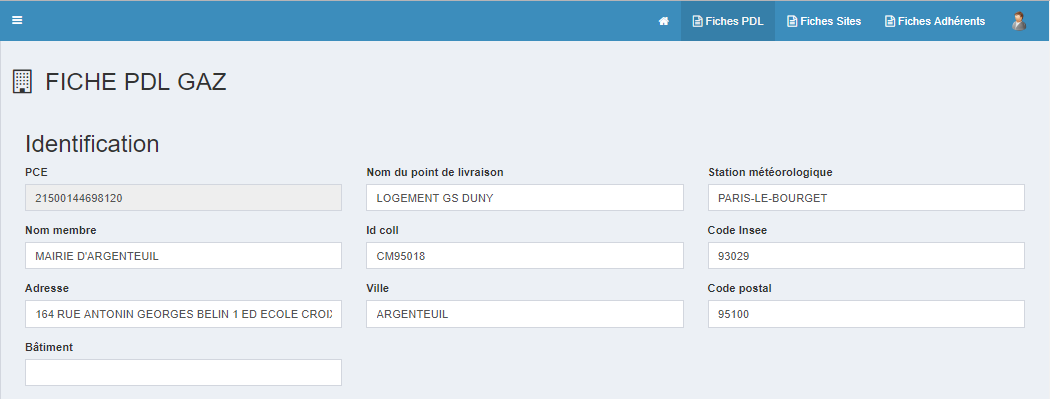 Fiches PDL Fiches Sites Fiches Adhérents
FICHE PDL GAZ
Identification
PCE Nom du point de livraison Station météorologique
21500144698120 LOGEMENT GS DUNY PARIS-LE-BOURGET
Nom membre Id coll Code Insee
MAIRIE D'ARGENTEUIL CM95018 93029
Adresse Ville Code postal
164 RUE ANTONIN GEORGES BELIN 1 ED ECOLE CROIX ARGENTEUIL 95100
Bâtiment